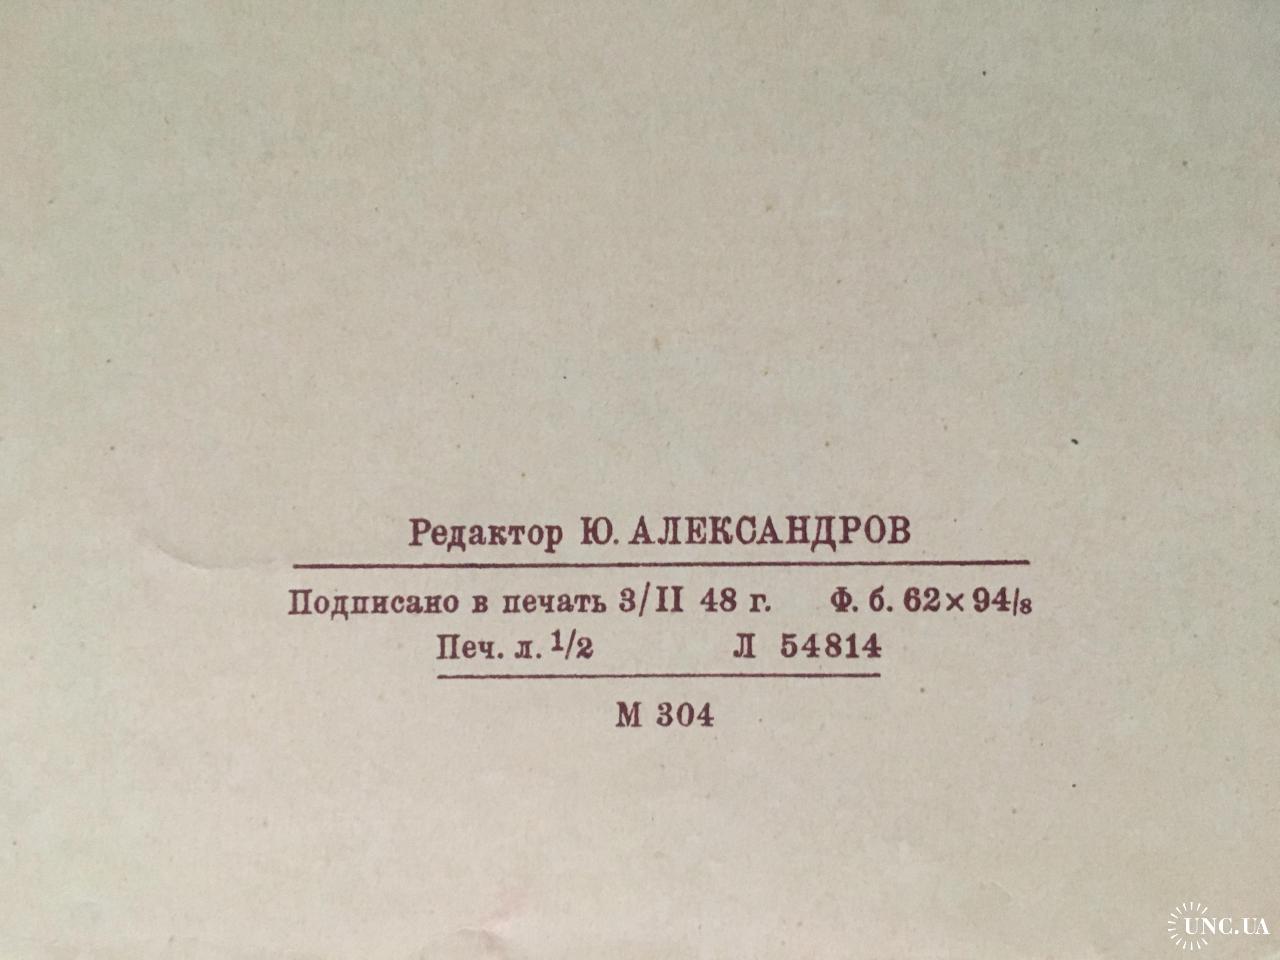 Редактор Ю. АЛЕКСАНДРОВ
Подписано в печать 3/II 48 г. Ф. б. 62×94/8
Печ. л. 1/2 Л 54814
М 304
UNC.UA